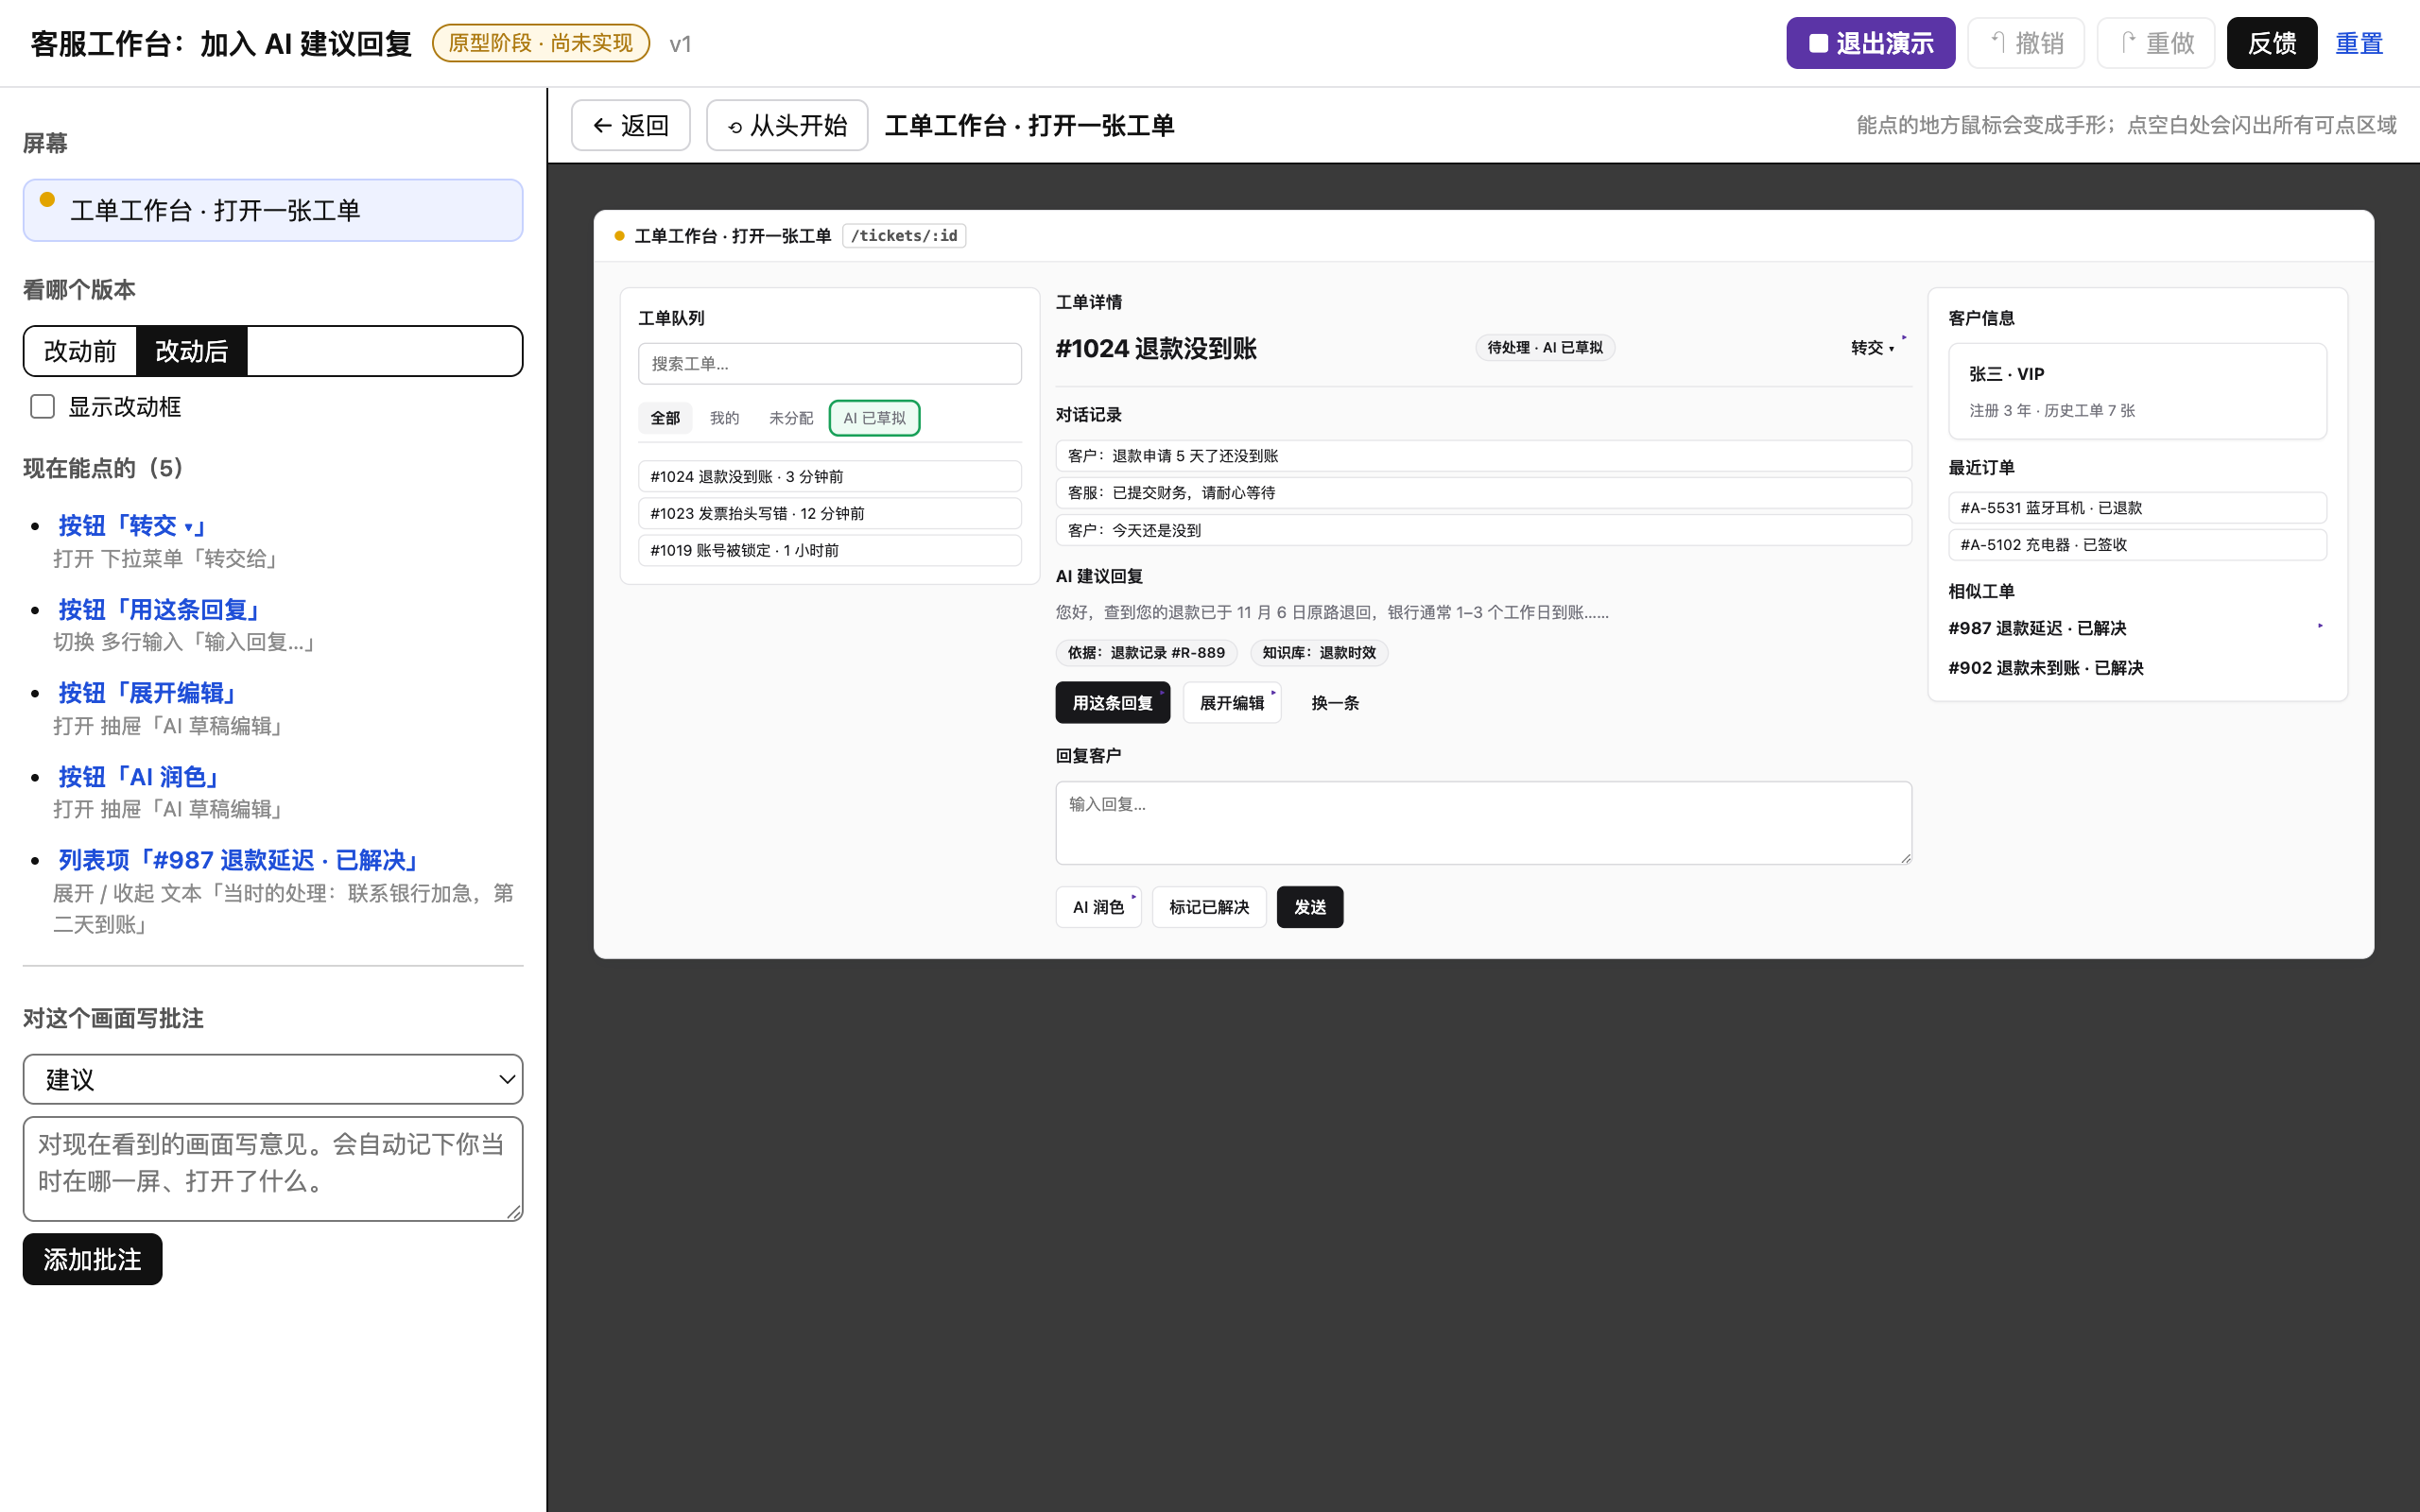 客服工作台：加入 AI 建议回复
原型阶段 · 尚未实现
v1
退出演示
撤销
重做
反馈
重置
屏幕
工单工作台 · 打开一张工单
看哪个版本
改动前
改动后
显示改动框
现在能点的（5）
按钮「转交 ▾」
打开 下拉菜单「转交给」
按钮「用这条回复」
切换 多行输入「输入回复...」
按钮「展开编辑」
打开 抽屉「AI 草稿编辑」
按钮「AI 润色」
打开 抽屉「AI 草稿编辑」
列表项「#987 退款延迟 · 已解决」
展开 / 收起 文本「当时的处理：联系银行加急，第
二天到账」
对这个画面写批注
建议
对现在看到的画面写意见。会自动记下你当
时在哪一屏、打开了什么。
添加批注
← 返回
⟲ 从头开始
工单工作台 · 打开一张工单
能点的地方鼠标会变成手形；点空白处会闪出所有可点区域
工单工作台 · 打开一张工单
/tickets/:id
工单队列
搜索工单...
全部
我的
未分配
AI 已草拟
#1024 退款没到账 · 3 分钟前
#1023 发票抬头写错 · 12 分钟前
#1019 账号被锁定 · 1 小时前
工单详情
#1024 退款没到账
待处理 · AI 已草拟
转交 ▾
对话记录
客户：退款申请 5 天了还没到账
客服：已提交财务，请耐心等待
客户：今天还是没到
AI 建议回复
您好，查到您的退款已于 11 月 6 日原路退回，银行通常 1–3 个工作日到账......
依据：退款记录 #R-889
知识库：退款时效
用这条回复
展开编辑
换一条
回复客户
输入回复...
AI 润色
标记已解决
发送
客户信息
张三 · VIP
注册 3 年 · 历史工单 7 张
最近订单
#A-5531 蓝牙耳机 · 已退款
#A-5102 充电器 · 已签收
相似工单
#987 退款延迟 · 已解决
#902 退款未到账 · 已解决